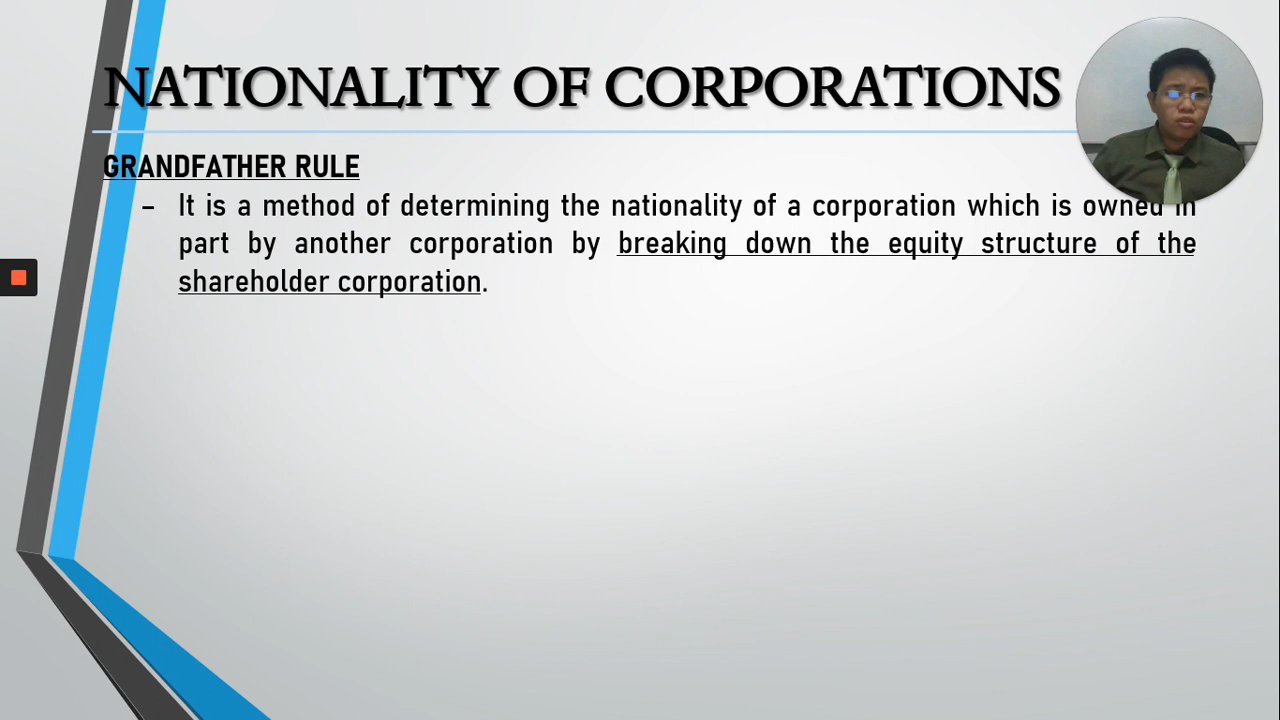 NATIONALITY OF CORPORATIONS
GRANDFATHER RULE
- It is a method of determining the nationality of a corporation which is owned in
part by another corporation by breaking down the equity structure of the
shareholder corporation.